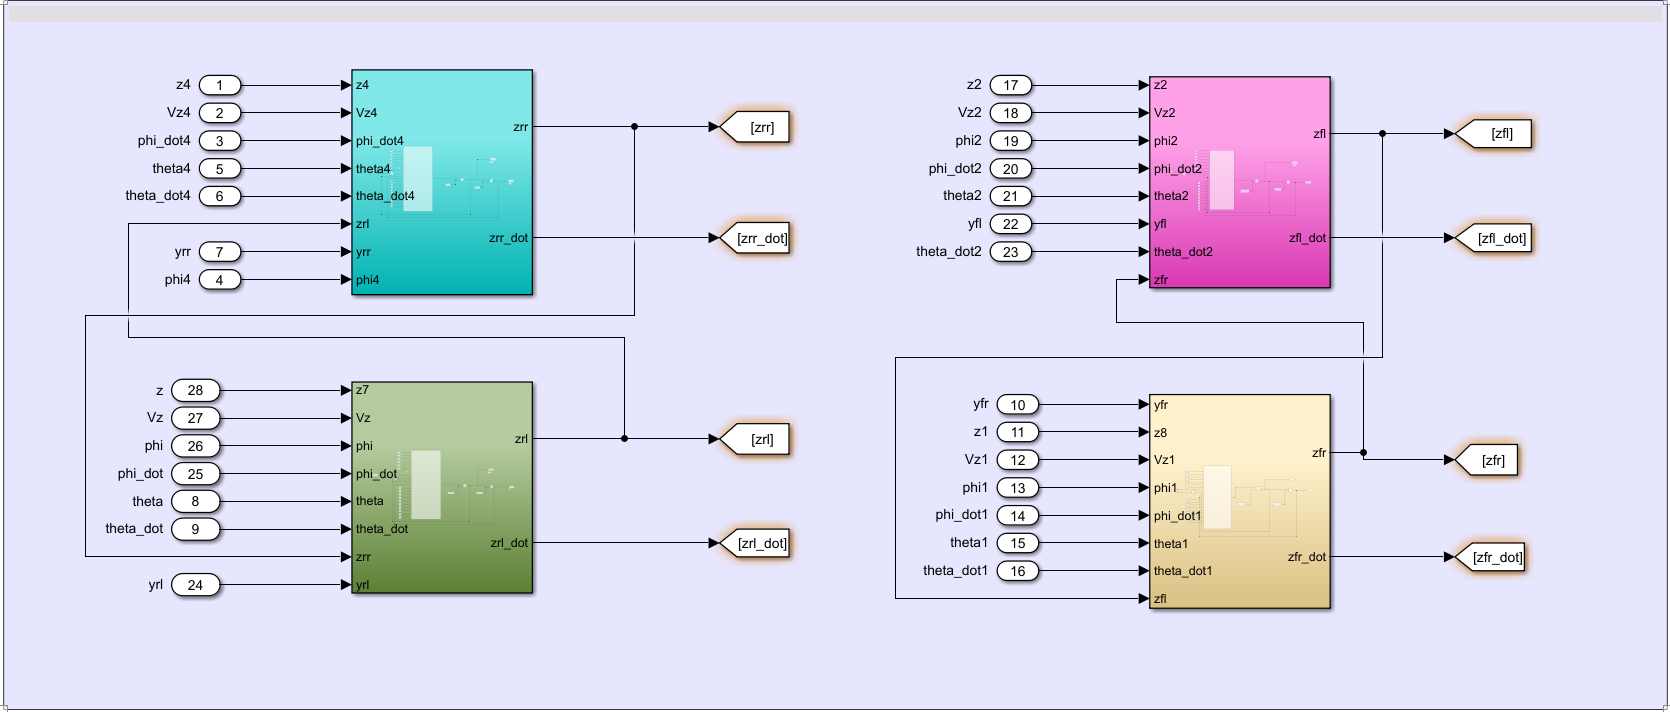 z4 1 z4
Vz4 2 Vz4
phi_dot4 3 phi_dot4
theta4 5 theta4
theta_dot4 6 theta_dot4
zrl
yrr 7 yrr
phi4 4 phi4
zrr [zrr]
zrr_dot [zrr_dot]
z 28 z7
Vz 27 Vz
phi 26 phi
phi_dot 25 phi_dot
theta 8 theta
theta_dot 9 theta_dot
zrr
yrl 24 yrl
zrl [zrl]
zrl_dot [zrl_dot]
z2 17 z2
Vz2 18 Vz2
phi2 19 phi2
phi_dot2 20 phi_dot2
theta2 21 theta2
yfl 22 yfl
theta_dot2 23 theta_dot2
zfr
zfl [zfl]
zfl_dot [zfl_dot]
yfr 10 yfr
z1 11 z8
Vz1 12 Vz1
phi1 13 phi1
phi_dot1 14 phi_dot1
theta1 15 theta1
theta_dot1 16 theta_dot1
zfl
zfr [zfr]
zfr_dot [zfr_dot]